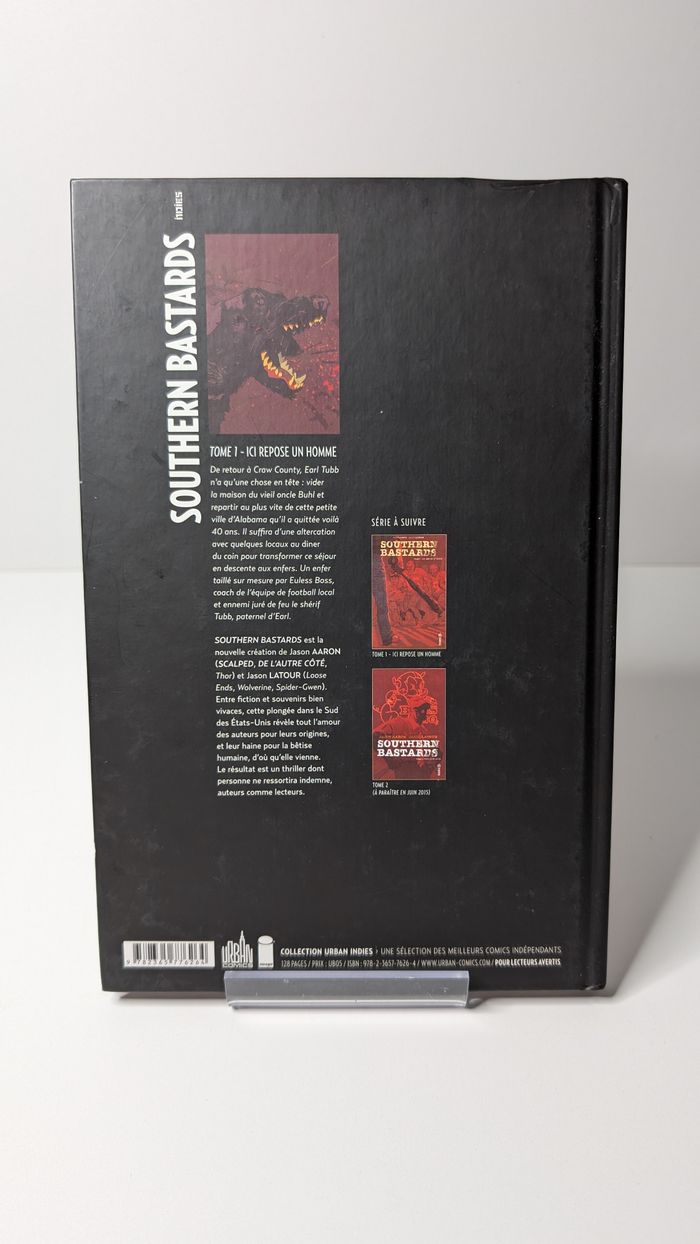 SOUTHERN BASTARDS
iNDiES
TOME 1 - ICI REPOSE UN HOMME
De retour à Craw County, Earl Tubb
n'a qu'une chose en tête : vider
la maison du vieil oncle Buhl et
repartir au plus vite de cette petite
ville d'Alabama qu'il a quittée voilà
40 ans. Il suffira d'une altercation
avec quelques locaux au diner
du coin pour transformer ce séjour
en descente aux enfers. Un enfer
taillé sur mesure par Euless Boss,
coach de l'équipe de football local
et ennemi juré de feu le shérif
Tubb, paternel d'Earl.
SOUTHERN BASTARDS est la
nouvelle création de Jason AARON
(SCALPED, DE L'AUTRE CÔTÉ,
Thor) et Jason LATOUR (Loose
Ends, Wolverine, Spider-Gwen).
Entre fiction et souvenirs bien
vivaces, cette plongée dans le Sud
des États-Unis révèle tout l'amour
des auteurs pour leurs origines,
et leur haine pour la bêtise
humaine, d'où qu'elle vienne.
Le résultat est un thriller dont
personne ne ressortira indemne,
auteurs comme lecteurs.
SÉRIE À SUIVRE
SOUTHERN
BASTARDS
TOME 1 - ICI REPOSE UN HOMME
JASON AARON JASON LATOUR
SOUTHERN
BASTARDS
TOME 2
(À PARAÎTRE EN JUIN 2015)
9 782365 776264
URBAN
COMICS
image
COLLECTION URBAN INDIES > UNE SÉLECTION DES MEILLEURS COMICS INDÉPENDANTS
128 PAGES / PRIX : UB05 / ISBN : 978-2-3657-7626-4 / WWW.URBAN-COMICS.COM / POUR LECTEURS AVERTIS